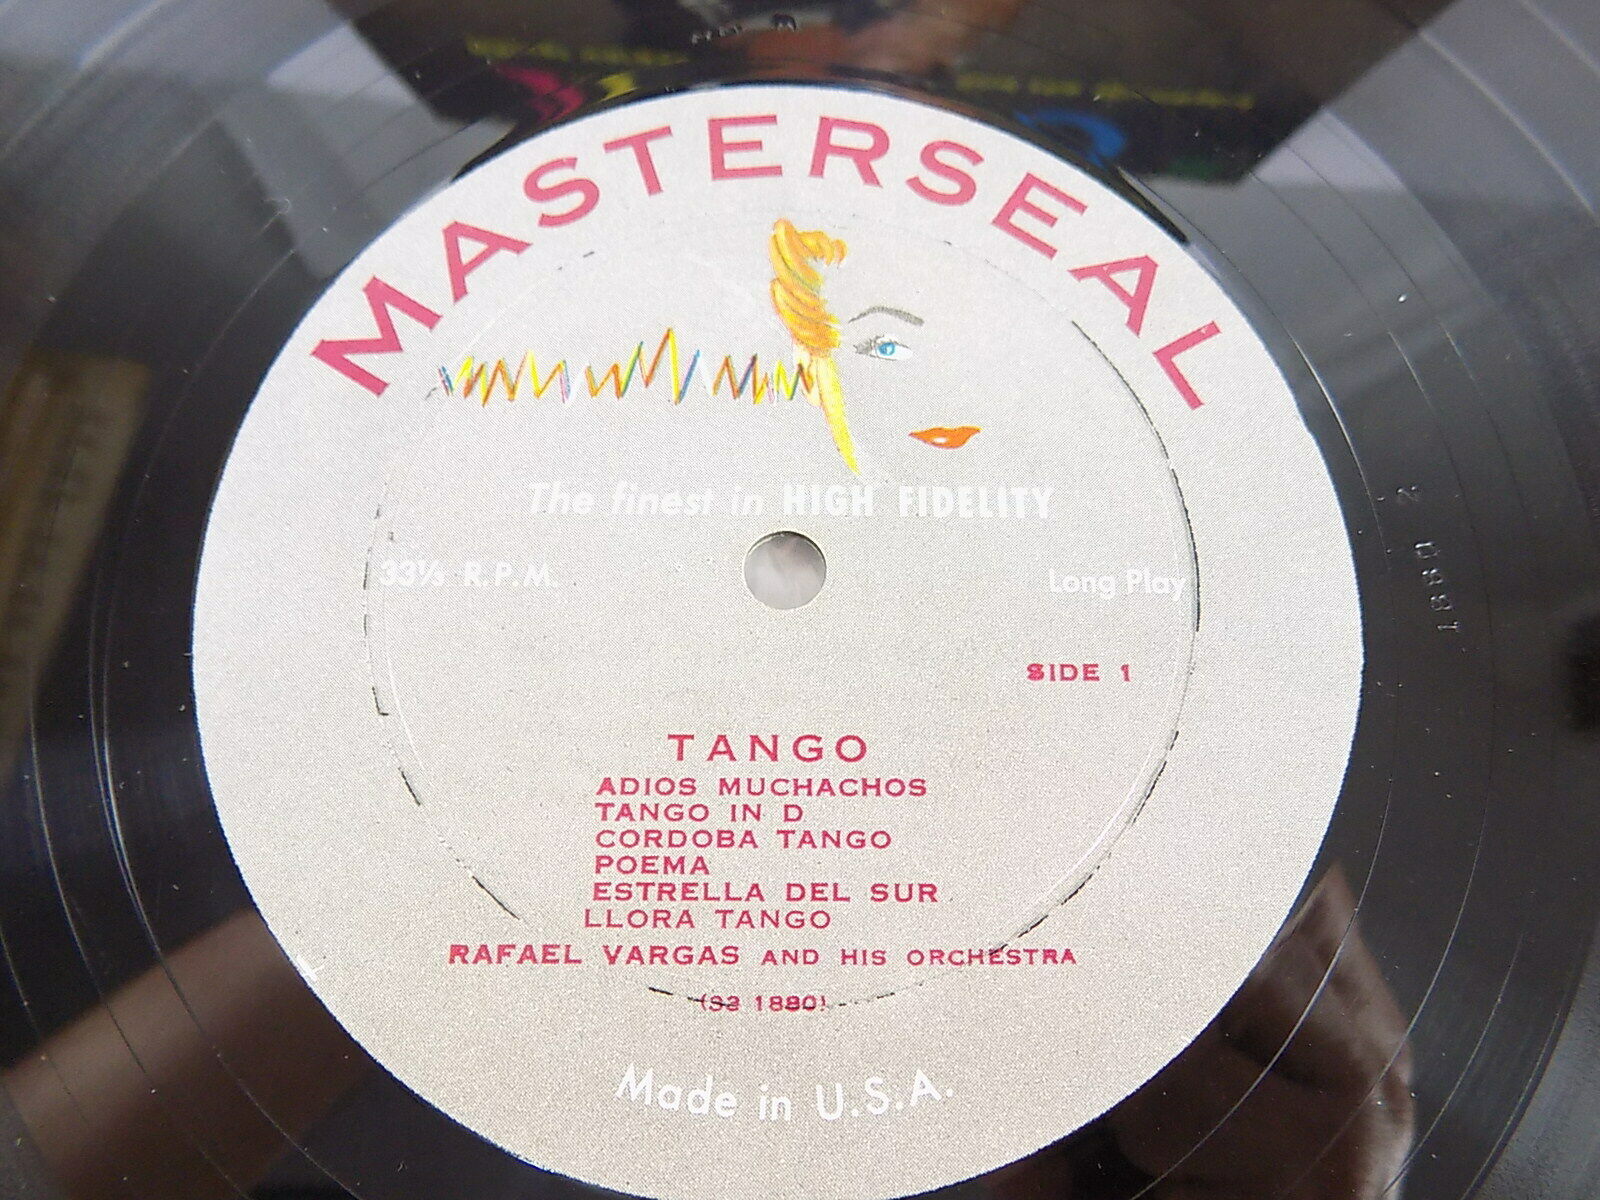 MASTERSEAL
The finest in HIGH FIDELITY
33⅓ R.P.M.
Long Play
SIDE 1
TANGO
ADIOS MUCHACHOS
TANGO IN D
CORDOBA TANGO
POEMA
ESTRELLA DEL SUR
LLORA TANGO
RAFAEL VARGAS AND HIS ORCHESTRA
(33 1880)
Made in U.S.A.